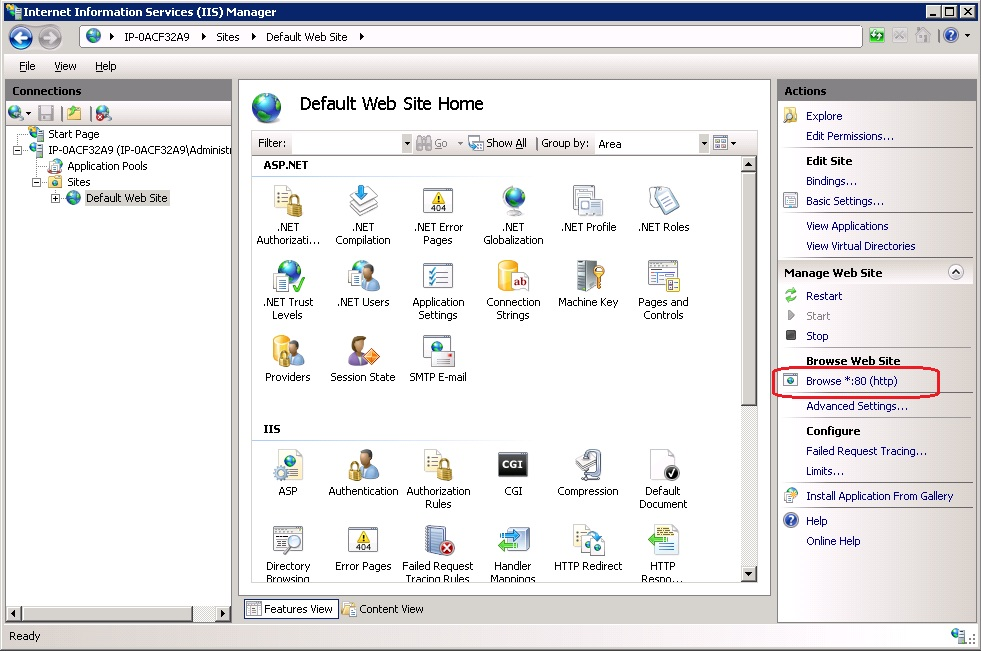 Internet Information Services (IIS) Manager
IP-0ACF32A9 Sites Default Web Site
File View Help
Connections
Start Page
IP-0ACF32A9 (IP-0ACF32A9\Administr
Application Pools
Sites
Default Web Site
Default Web Site Home
Filter: Go Show All Group by: Area
ASP.NET
.NET Authorizati... .NET Compilation .NET Error Pages .NET Globalization .NET Profile .NET Roles
404
.NET Trust Levels .NET Users Application Settings Connection Strings Machine Key Pages and Controls
ab
Providers Session State SMTP E-mail
IIS
CGI
ASP Authentication Authorization Rules CGI Compression Default Document
404
Directory Browsing Error Pages Failed Request Tracing Rules Handler Mappings HTTP Redirect HTTP Respo...
Features View Content View
Actions
Explore
Edit Permissions...
Edit Site
Bindings...
Basic Settings...
View Applications
View Virtual Directories
Manage Web Site
Restart
Start
Stop
Browse Web Site
Browse *:80 (http)
Advanced Settings...
Configure
Failed Request Tracing...
Limits...
Install Application From Gallery
Help
Online Help
Ready